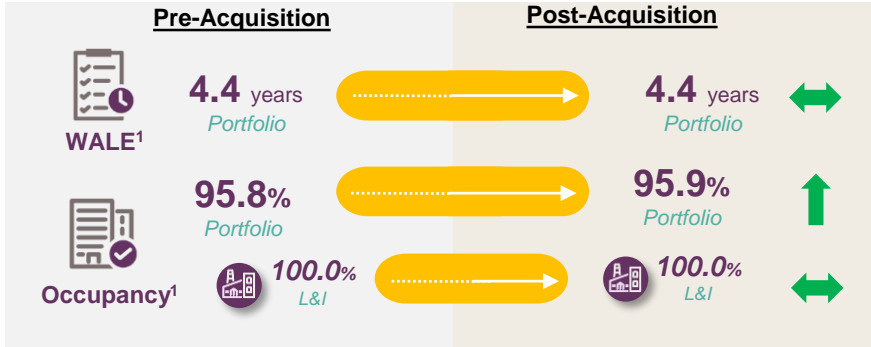 Pre-Acquisition Post-Acquisition
4.4 years 4.4 years
Portfolio Portfolio
WALE¹
95.8% 95.9%
Portfolio Portfolio
100.0% 100.0%
Occupancy¹ L&I L&I